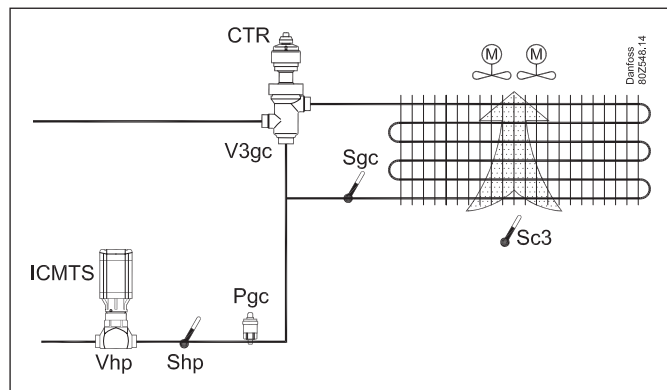 CTR
M
M
Danfoss
80Z548.14
V3gc
Sgc
Sc3
ICMTS
Pgc
Vhp
Shp